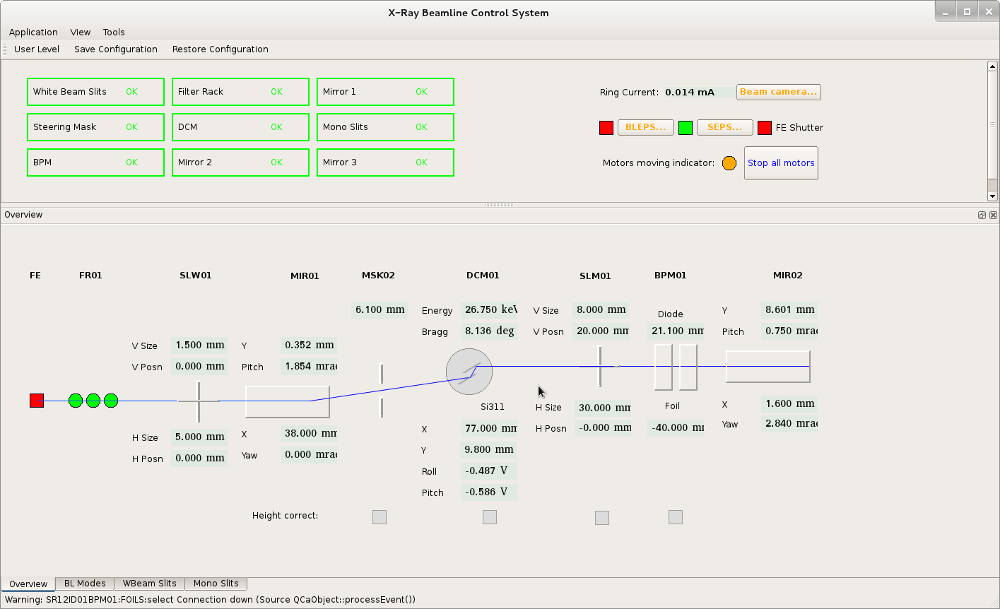 X-Ray Beamline Control System
Application View Tools
User Level Save Configuration Restore Configuration
White Beam Slits OK Filter Rack OK Mirror 1 OK
Ring Current: 0.014 mA Beam camera...
Steering Mask OK DCM OK Mono Slits OK
BLEPS... SEPS... FE Shutter
BPM OK Mirror 2 OK Mirror 3 OK
Motors moving indicator: Stop all motors
Overview
FE FR01 SLW01 MIR01 MSK02 DCM01 SLM01 BPM01 MIR02
6.100 mm Energy 26.750 keV V Size 8.000 mm Diode Y 8.601 mm
Bragg 8.136 deg V Posn 20.000 mm 21.100 mm Pitch 0.750 mrad
V Size 1.500 mm Y 0.352 mm
V Posn 0.000 mm Pitch 1.854 mrad
Si311 H Size 30.000 mm Foil X 1.600 mm
H Size 5.000 mm X 38.000 mm X 77.000 mm H Posn -0.000 mm -40.000 mm Yaw 2.840 mrad
H Posn 0.000 mm Yaw 0.000 mrad Y 9.800 mm
Roll -0.487 V
Pitch -0.586 V
Height correct:
Overview BL Modes WBeam Slits Mono Slits
Warning: SR12ID01BPM01:FOILS:select Connection down (Source QCaObject::processEvent())